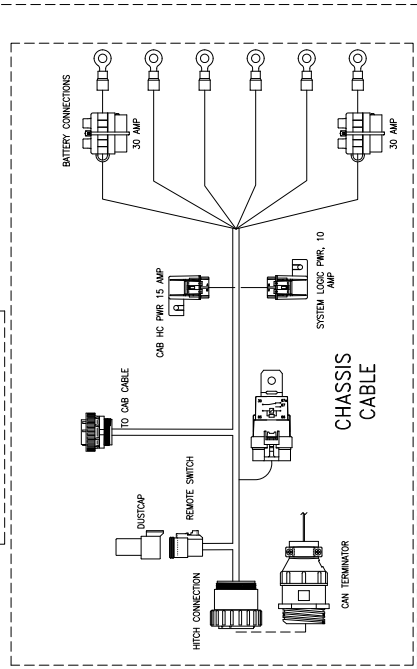 BATTERY CONNECTIONS
30 AMP
30 AMP
CAB HC PWR 15 AMP
SYSTEM LOGIC PWR, 10
AMP
TO CAB CABLE
CHASSIS
CABLE
DUSTCAP
REMOTE SWITCH
HITCH CONNECTION
CAN TERMINATOR